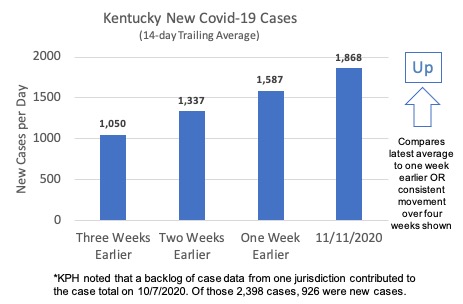 Kentucky New Covid-19 Cases
(14-day Trailing Average)
New Cases per Day
2000
1500
1000
500
0
1,050
1,337
1,587
1,868
Three Weeks
Earlier
Two Weeks
Earlier
One Week
Earlier
11/11/2020
Up
Compares
latest average
to one week
earlier OR
consistent
movement
over four
weeks shown
*KPH noted that a backlog of case data from one jurisdiction contributed to
the case total on 10/7/2020. Of those 2,398 cases, 926 were new cases.